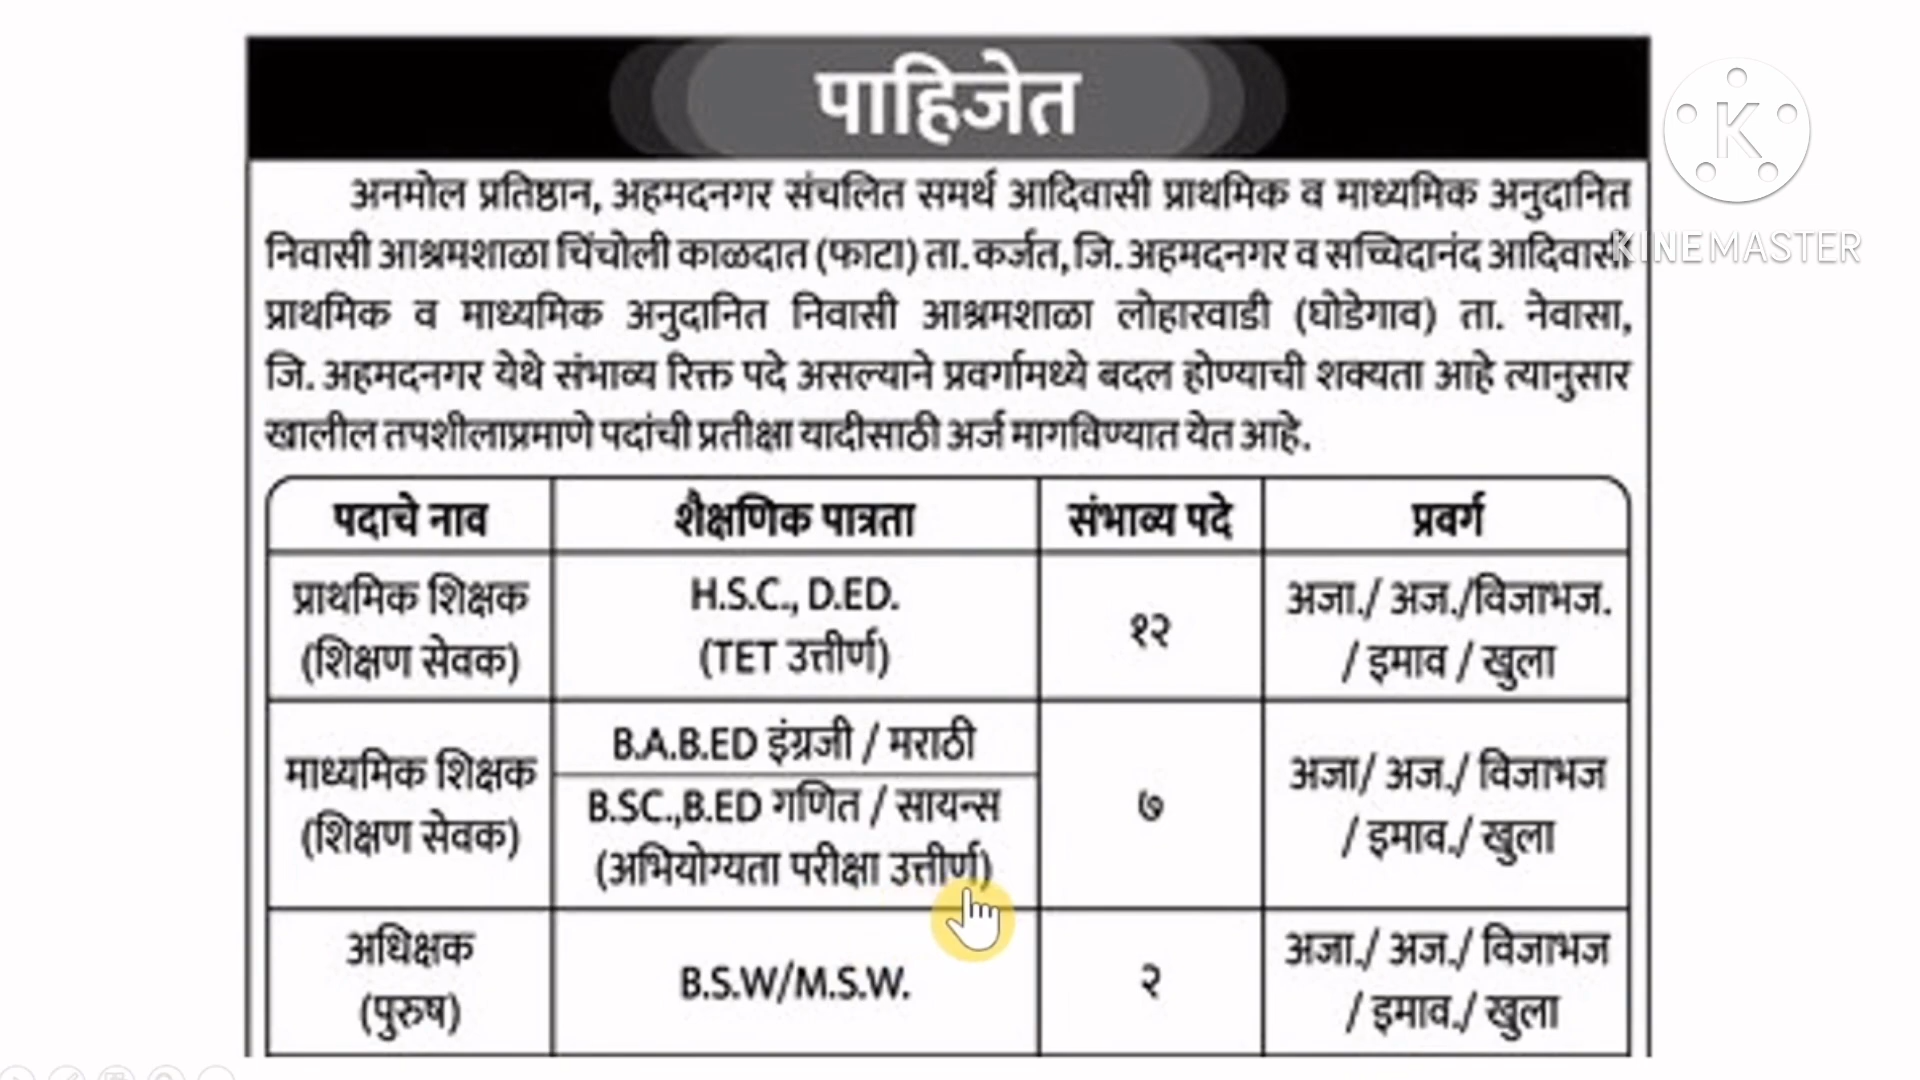 पाहिजेत
K
KINEMASTER
अनमोल प्रतिष्ठान, अहमदनगर संचलित समर्थ आदिवासी प्राथमिक व माध्यमिक अनुदानित
निवासी आश्रमशाळा चिंचोली काळदात (फाटा) ता. कर्जत, जि. अहमदनगर व सच्चिदानंद आदिवासी
प्राथमिक व माध्यमिक अनुदानित निवासी आश्रमशाळा लोहारवाडी (घोडेगाव) ता. नेवासा,
जि. अहमदनगर येथे संभाव्य रिक्त पदे असल्याने प्रवर्गामध्ये बदल होण्याची शक्यता आहे त्यानुसार
खालील तपशीलाप्रमाणे पदांची प्रतीक्षा यादीसाठी अर्ज मागविण्यात येत आहे.
पदाचे नाव शैक्षणिक पात्रता संभाव्य पदे प्रवर्ग
प्राथमिक शिक्षक
(शिक्षण सेवक)
H.S.C., D.ED.
(TET उत्तीर्ण)
१२
अजा./ अज./विजाभज.
/ इमाव / खुला
माध्यमिक शिक्षक
(शिक्षण सेवक)
B.A.B.ED इंग्रजी / मराठी
B.SC.,B.ED गणित / सायन्स
(अभियोग्यता परीक्षा उत्तीर्ण)
७
अजा/ अज./ विजाभज
/ इमाव./ खुला
अधिक्षक
(पुरुष)
B.S.W/M.S.W.
२
अजा./ अज./ विजाभज
/ इमाव./ खुला